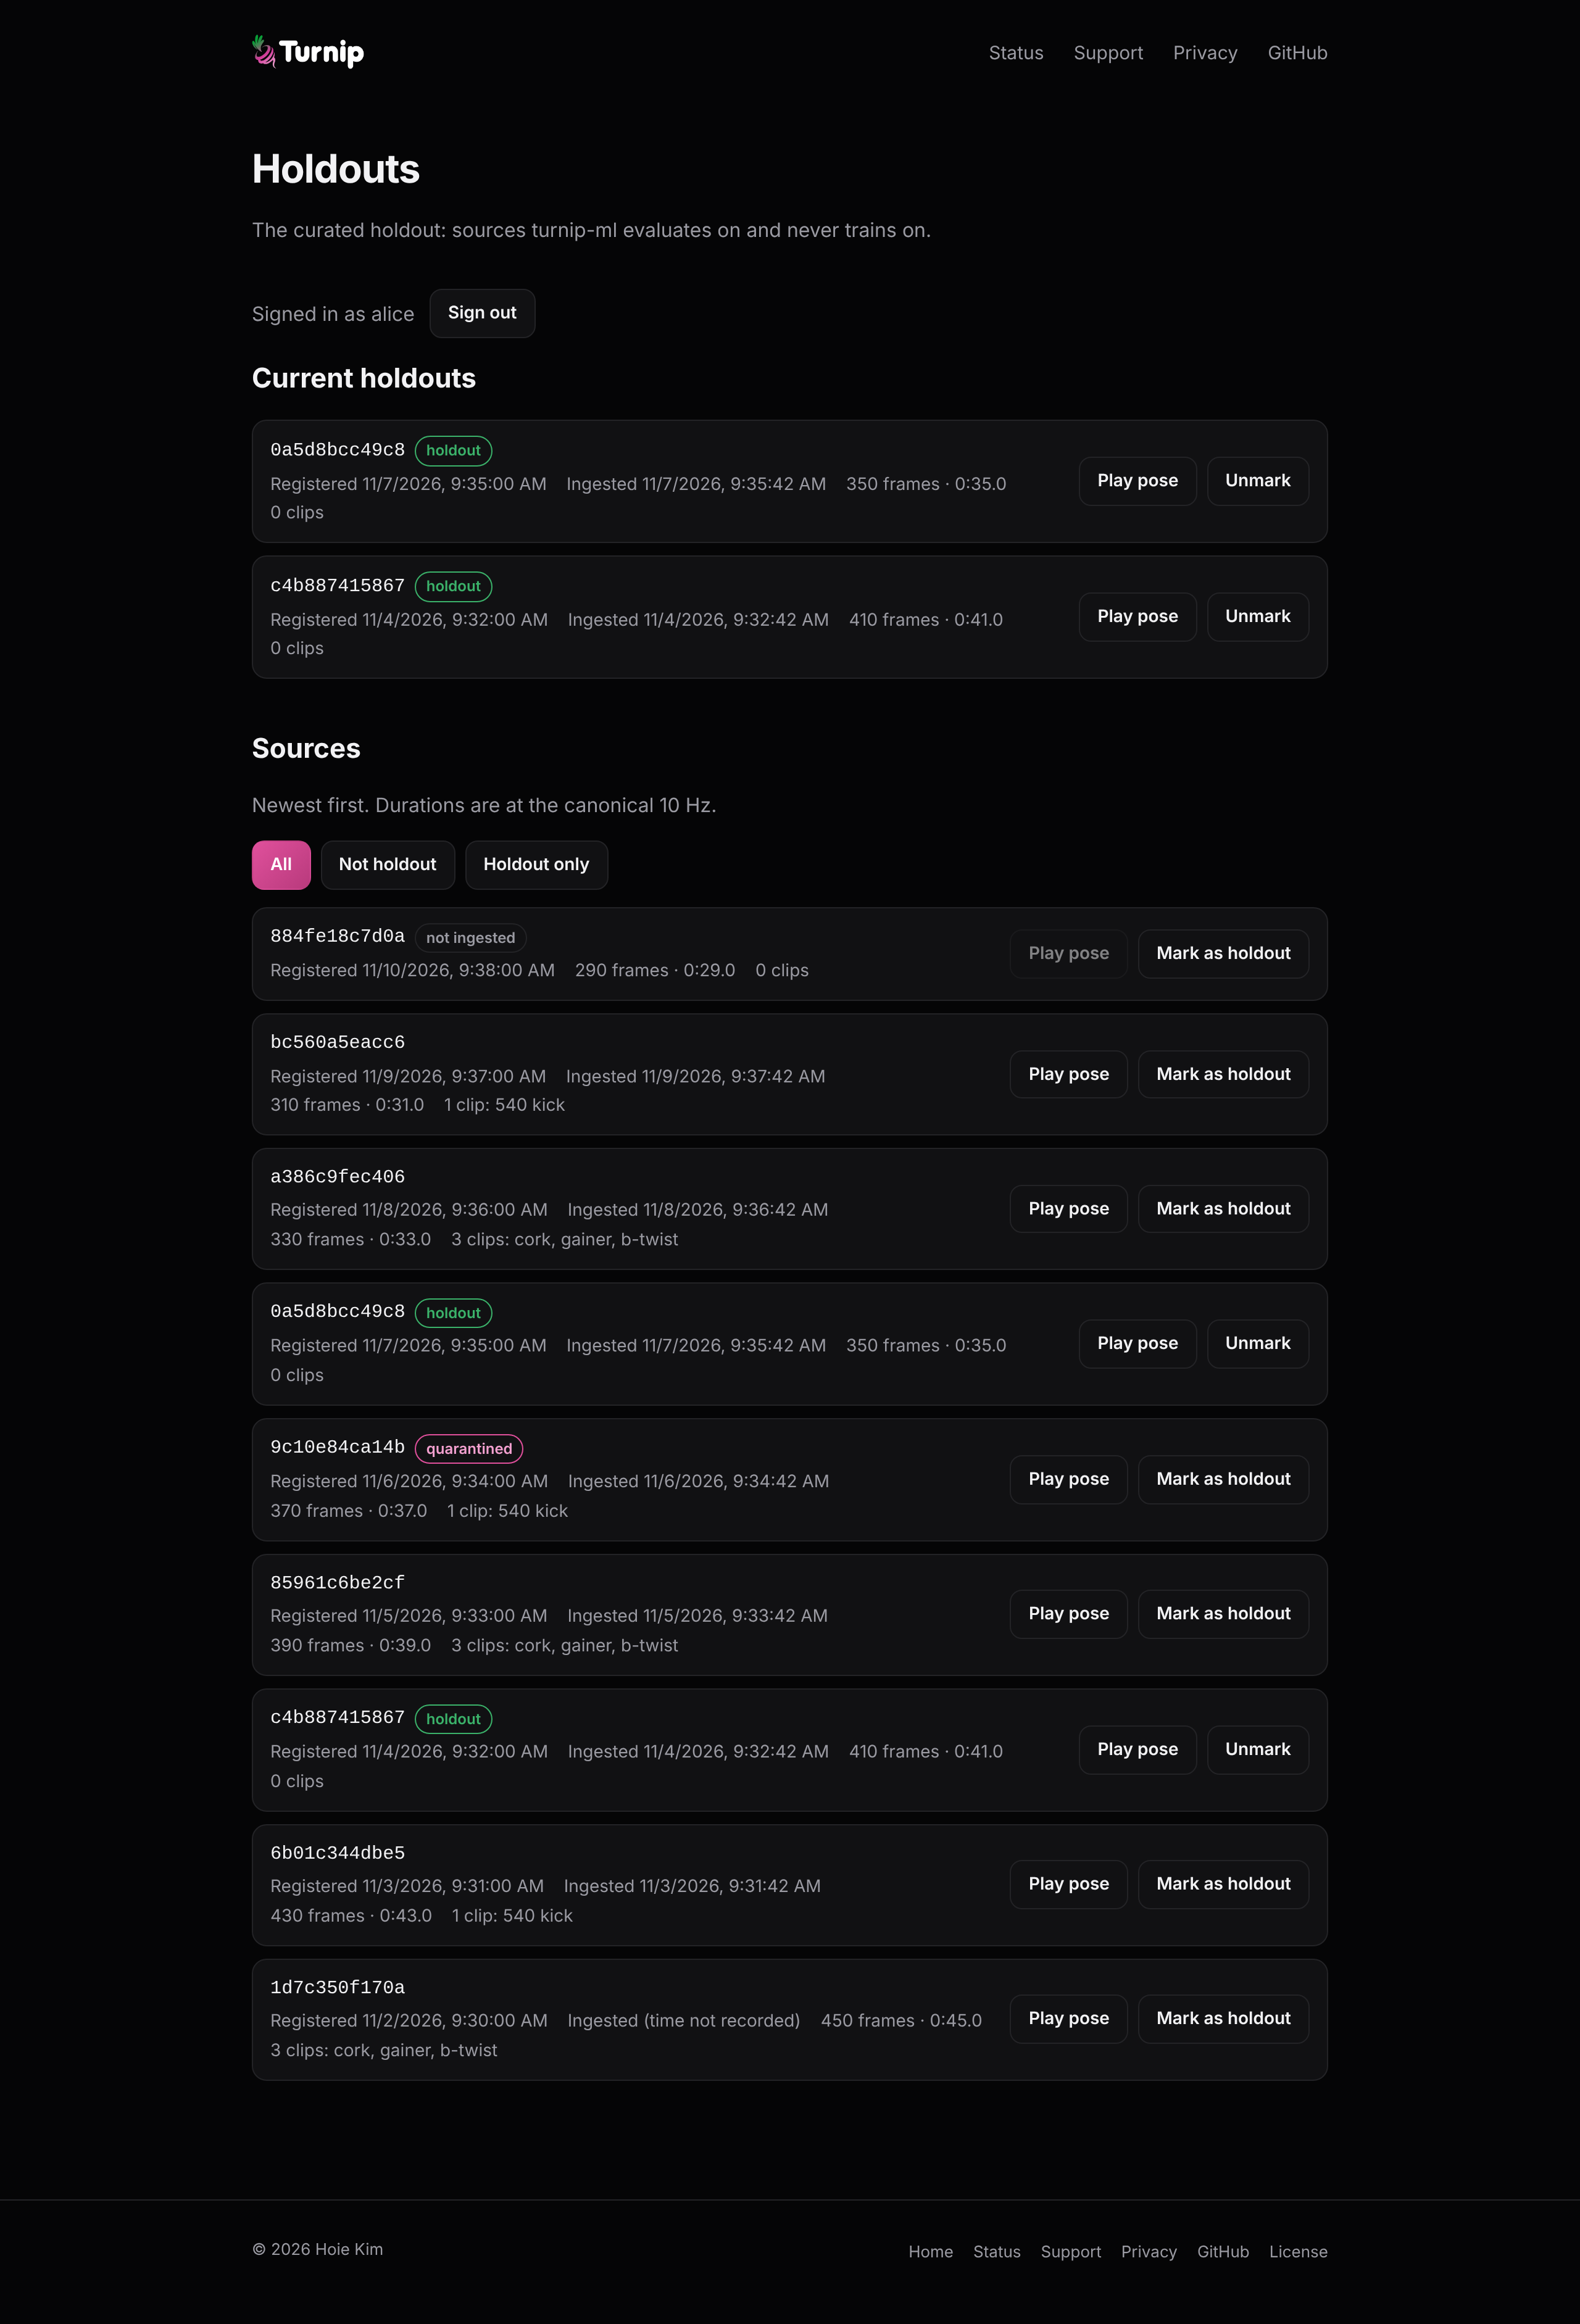 Turnip
Status Support Privacy GitHub
Holdouts
The curated holdout: sources turnip-ml evaluates on and never trains on.
Signed in as alice Sign out
Current holdouts
0a5d8bcc49c8 holdout
Registered 11/7/2026, 9:35:00 AM Ingested 11/7/2026, 9:35:42 AM 350 frames · 0:35.0
0 clips
Play pose Unmark
c4b887415867 holdout
Registered 11/4/2026, 9:32:00 AM Ingested 11/4/2026, 9:32:42 AM 410 frames · 0:41.0
0 clips
Play pose Unmark
Sources
Newest first. Durations are at the canonical 10 Hz.
All Not holdout Holdout only
884fe18c7d0a not ingested
Registered 11/10/2026, 9:38:00 AM 290 frames · 0:29.0 0 clips
Play pose Mark as holdout
bc560a5eacc6
Registered 11/9/2026, 9:37:00 AM Ingested 11/9/2026, 9:37:42 AM
310 frames · 0:31.0 1 clip: 540 kick
Play pose Mark as holdout
a386c9fec406
Registered 11/8/2026, 9:36:00 AM Ingested 11/8/2026, 9:36:42 AM
330 frames · 0:33.0 3 clips: cork, gainer, b-twist
Play pose Mark as holdout
0a5d8bcc49c8 holdout
Registered 11/7/2026, 9:35:00 AM Ingested 11/7/2026, 9:35:42 AM 350 frames · 0:35.0
0 clips
Play pose Unmark
9c10e84ca14b quarantined
Registered 11/6/2026, 9:34:00 AM Ingested 11/6/2026, 9:34:42 AM
370 frames · 0:37.0 1 clip: 540 kick
Play pose Mark as holdout
85961c6be2cf
Registered 11/5/2026, 9:33:00 AM Ingested 11/5/2026, 9:33:42 AM
390 frames · 0:39.0 3 clips: cork, gainer, b-twist
Play pose Mark as holdout
c4b887415867 holdout
Registered 11/4/2026, 9:32:00 AM Ingested 11/4/2026, 9:32:42 AM 410 frames · 0:41.0
0 clips
Play pose Unmark
6b01c344dbe5
Registered 11/3/2026, 9:31:00 AM Ingested 11/3/2026, 9:31:42 AM
430 frames · 0:43.0 1 clip: 540 kick
Play pose Mark as holdout
1d7c350f170a
Registered 11/2/2026, 9:30:00 AM Ingested (time not recorded) 450 frames · 0:45.0
3 clips: cork, gainer, b-twist
Play pose Mark as holdout
© 2026 Hoie Kim
Home Status Support Privacy GitHub License